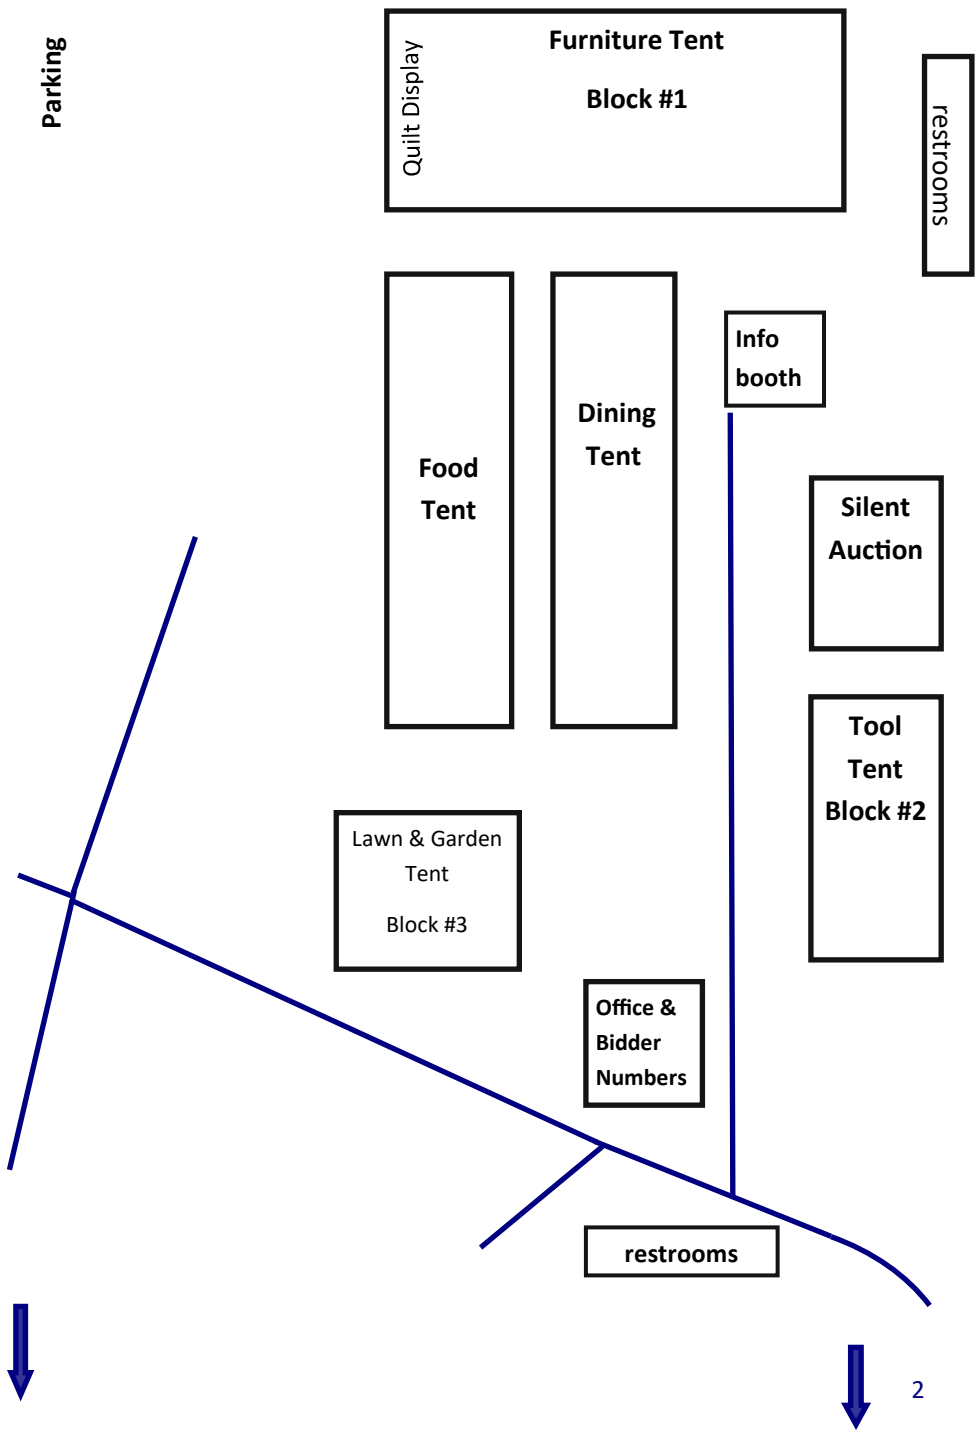 Parking
Quilt Display
Furniture Tent
Block #1
restrooms
Info
booth
Dining
Tent
Food
Tent
Silent
Auction
Tool
Tent
Block #2
Lawn & Garden
Tent
Block #3
Office &
Bidder
Numbers
restrooms
2